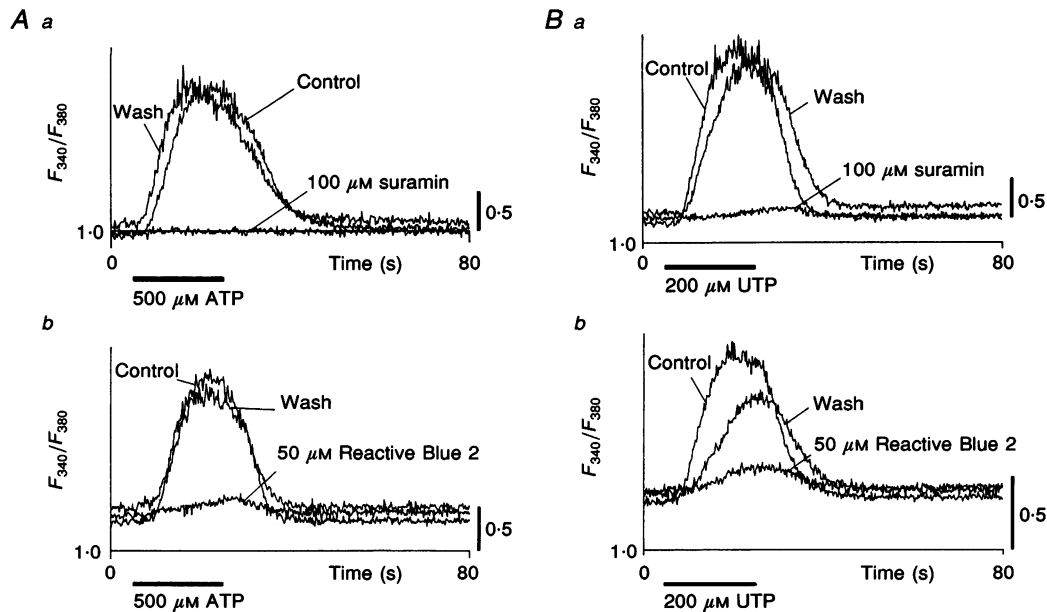 A a
F340/F380
Wash
Control
100 μM suramin
0·5
1·0
0
Time (s)
80
500 μM ATP
B a
F340/F380
Control
Wash
100 μM suramin
0·5
1·0
0
Time (s)
80
200 μM UTP
b
F340/F380
Control
Wash
50 μM Reactive Blue 2
0·5
1·0
0
Time (s)
80
500 μM ATP
b
F340/F380
Control
Wash
50 μM Reactive Blue 2
0·5
1·0
0
Time (s)
80
200 μM UTP